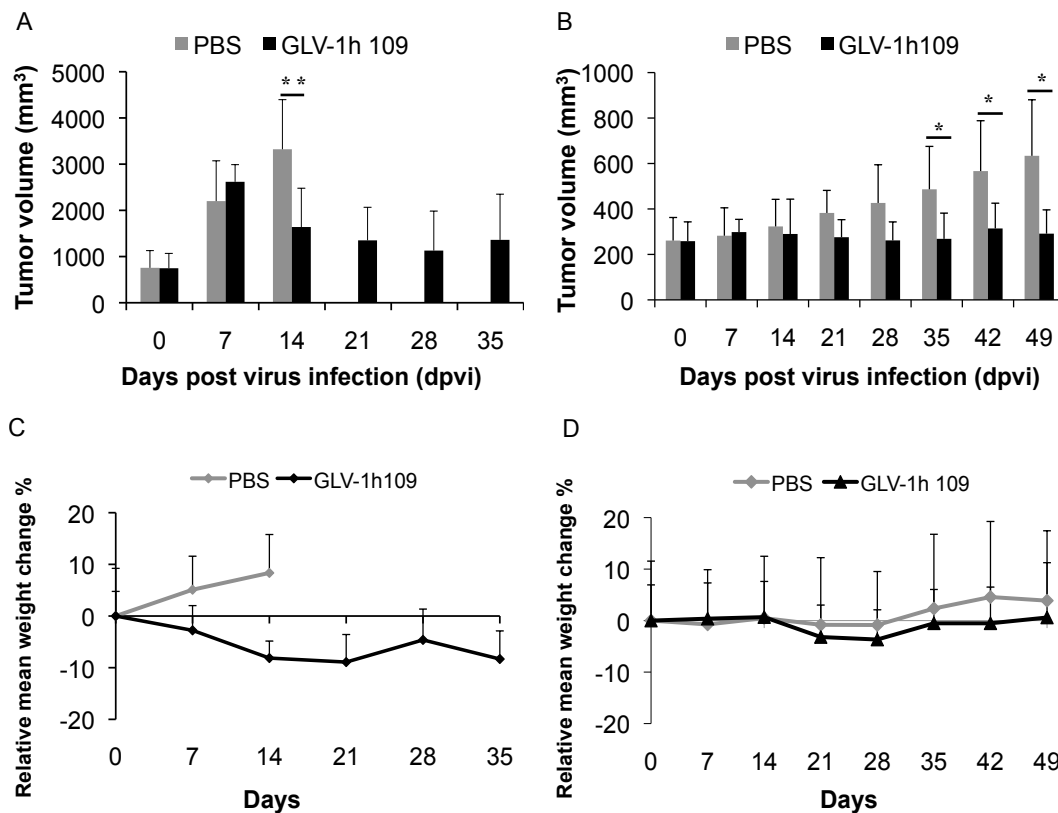 A
PBS GLV-1h 109
Tumor volume (mm³)
5000
4000
3000
2000
1000
0
**
0 7 14 21 28 35
Days post virus infection (dpvi)
B
PBS GLV-1h109
Tumor volume (mm³)
1000
800
600
400
200
0
* * *
0 7 14 21 28 35 42 49
Days post virus infection (dpvi)
C
PBS GLV-1h109
Relative mean weight change %
20
10
0
-10
-20
0 7 14 21 28 35
Days
D
PBS GLV-1h 109
Relative mean weight change %
20
10
0
-10
-20
0 7 14 21 28 35 42 49
Days